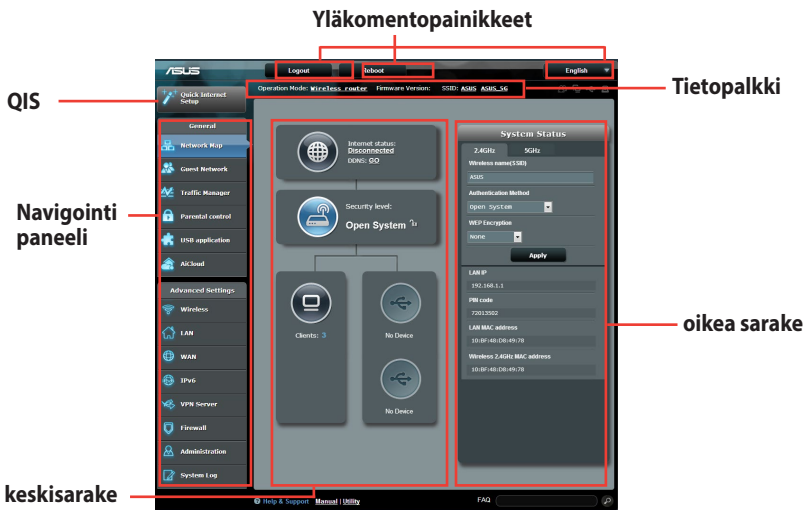 Yläkomentopainikkeet
ASUS
Logout
Reboot
English
Tietopalkki
QIS
Quick Internet
Setup
Operation Mode: Wireless router Firmware Version: SSID: ASUS ASUS_5G
General
Network Map
Guest Network
Traffic Manager
Parental control
USB application
AiCloud
Navigointi
paneeli
Advanced Settings
Wireless
LAN
WAN
IPv6
VPN Server
Firewall
Administration
System Log
Internet status:
Disconnected
DDNS: GO
Security level:
Open System
Clients: 3
No Device
No Device
System Status
2.4GHz 5GHz
Wireless name(SSID)
ASUS
Authentication Method
Open System
WEP Encryption
None
Apply
LAN IP
192.168.1.1
PIN code
72013502
LAN MAC address
10:BF:48:D8:49:78
Wireless 2.4GHz MAC address
10:BF:48:D8:49:78
oikea sarake
keskisarake
Help & Support Manual | Utility
FAQ